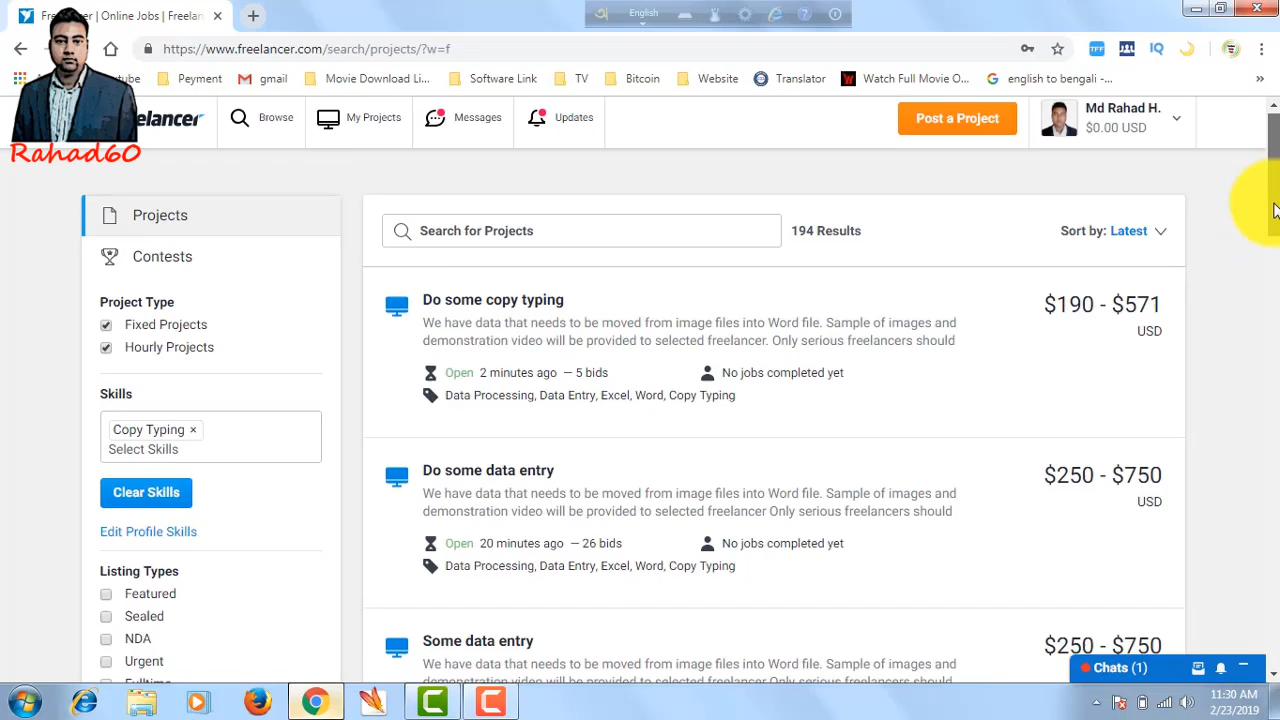 Freelancer | Online Jobs | F
English
https://www.freelancer.com/search/projects/?w=f
Peyment
gmail
Movie Download Li...
Software Link
TV
Bitcoin
Website
Translator
Watch Full Movie O...
english to bengali -...
TFF
IQ
Rahad60
Browse
My Projects
Messages
Updates
Post a Project
Md Rahad H.
$0.00 USD
Projects
Contests
Project Type
Fixed Projects
Hourly Projects
Skills
Copy Typing ×
Select Skills
Clear Skills
Edit Profile Skills
Listing Types
Featured
Sealed
NDA
Urgent
Search for Projects
194 Results
Sort by: Latest
Do some copy typing
$190 - $571
USD
We have data that needs to be moved from image files into Word file. Sample of images and
demonstration video will be provided to selected freelancer. Only serious freelancers should
Open 2 minutes ago — 5 bids
No jobs completed yet
Data Processing, Data Entry, Excel, Word, Copy Typing
Do some data entry
$250 - $750
USD
We have data that needs to be moved from image files into Word file. Sample of images and
demonstration video will be provided to selected freelancer Only serious freelancers should
Open 20 minutes ago — 26 bids
No jobs completed yet
Data Processing, Data Entry, Excel, Word, Copy Typing
Some data entry
$250 - $750
We have data that needs to be moved from image files into Word file. Sample of images and
Chats (1)
11:30 AM
2/23/2019